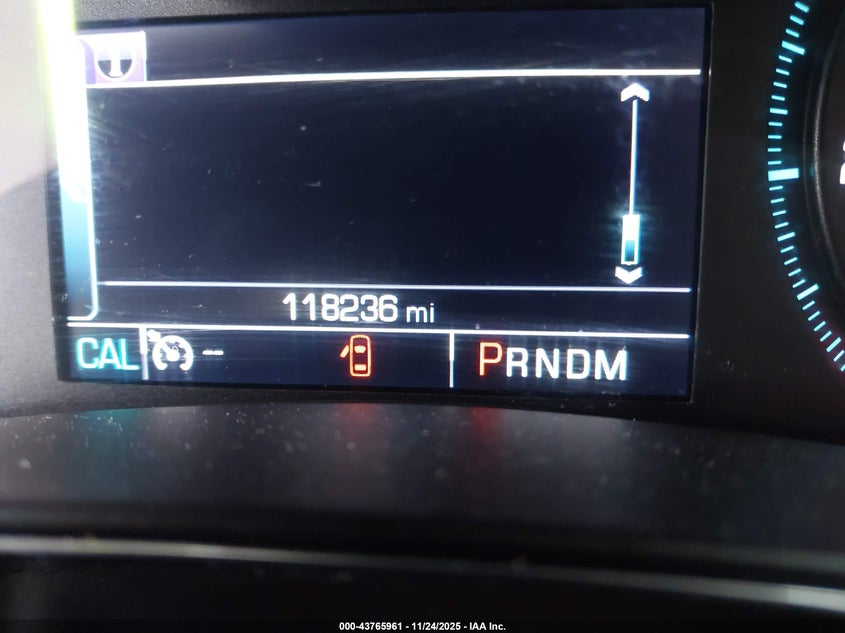 118236 mi
CAL -- PRNDM
000-43765961 - 11/24/2025 - IAA Inc.